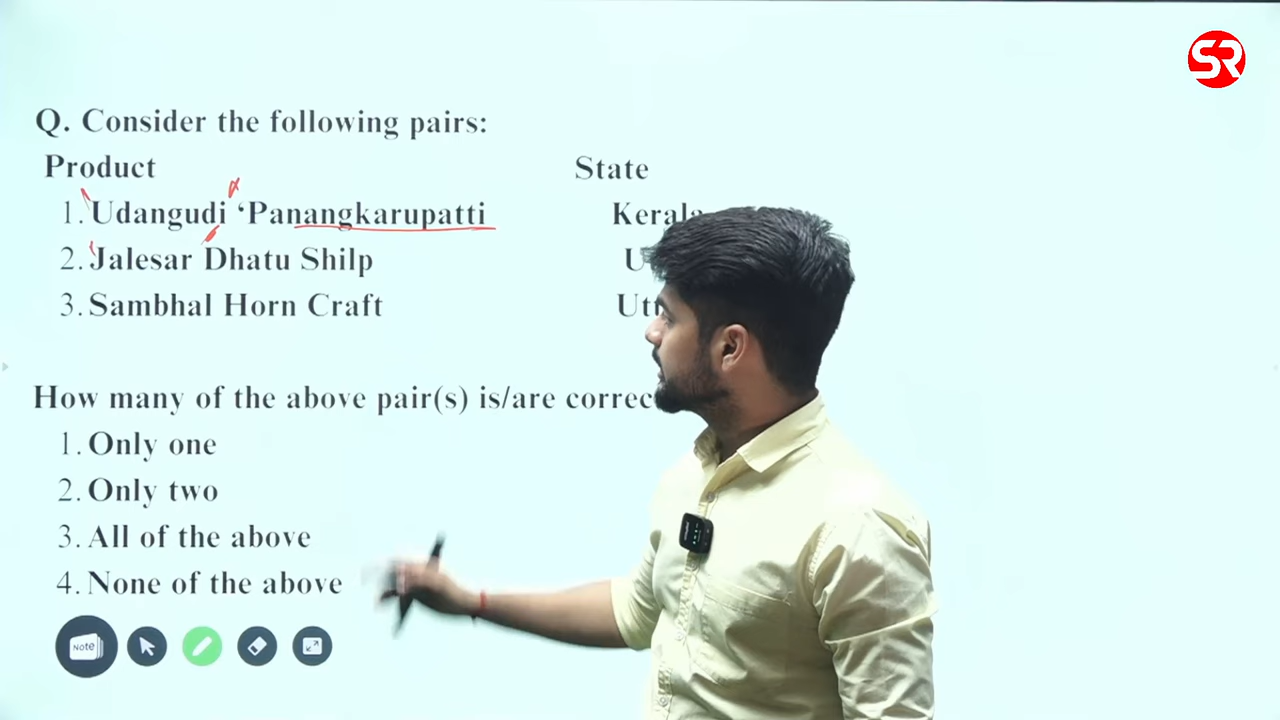 SR
Q. Consider the following pairs:
Product State
1. Udangudi ‘Panangkarupatti Kerala
2. Jalesar Dhatu Shilp
3. Sambhal Horn Craft
How many of the above pair(s) is/are
1. Only one
2. Only two
3. All of the above
4. None of the above
Note